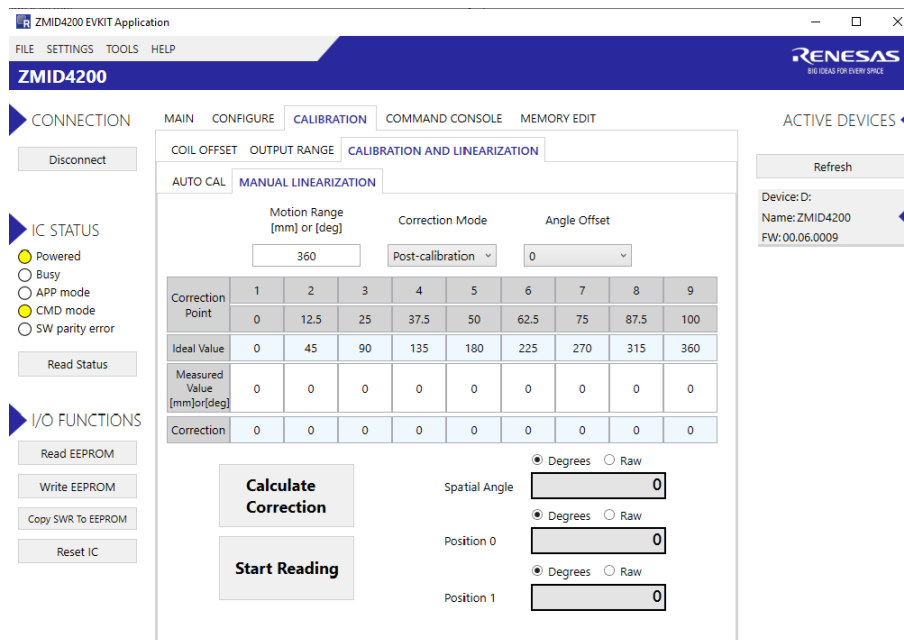 ZMID4200 EVKIT Application
FILE SETTINGS TOOLS HELP
RENESAS
BIG IDEAS FOR EVERY SPACE
ZMID4200
CONNECTION
Disconnect
IC STATUS
Powered
Busy
APP mode
CMD mode
SW parity error
Read Status
I/O FUNCTIONS
Read EEPROM
Write EEPROM
Copy SWR To EEPROM
Reset IC
MAIN CONFIGURE CALIBRATION COMMAND CONSOLE MEMORY EDIT
COIL OFFSET OUTPUT RANGE CALIBRATION AND LINEARIZATION
AUTO CAL MANUAL LINEARIZATION
Motion Range
[mm] or [deg]
Correction Mode
Angle Offset
360 Post-calibration 0
Correction
Point
1 2 3 4 5 6 7 8 9
0 12.5 25 37.5 50 62.5 75 87.5 100
Ideal Value 0 45 90 135 180 225 270 315 360
Measured
Value
[mm]or[deg]
0 0 0 0 0 0 0 0 0
Correction 0 0 0 0 0 0 0 0 0
Calculate
Correction
Start Reading
Degrees Raw
Spatial Angle 0
Degrees Raw
Position 0 0
Degrees Raw
Position 1 0
ACTIVE DEVICES
Refresh
Device: D:
Name: ZMID4200
FW: 00.06.0009